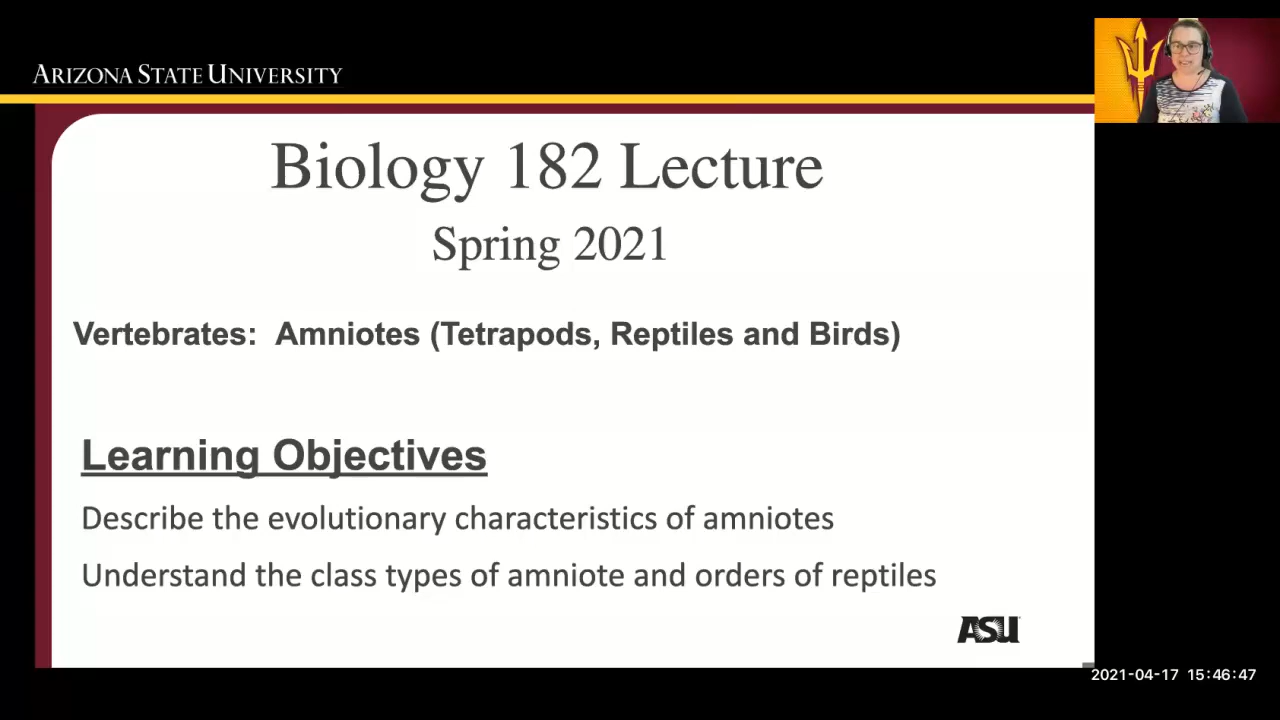 ARIZONA STATE UNIVERSITY
Biology 182 Lecture
Spring 2021
Vertebrates: Amniotes (Tetrapods, Reptiles and Birds)
Learning Objectives
Describe the evolutionary characteristics of amniotes
Understand the class types of amniote and orders of reptiles
ASU
2021-04-17 15:46:47